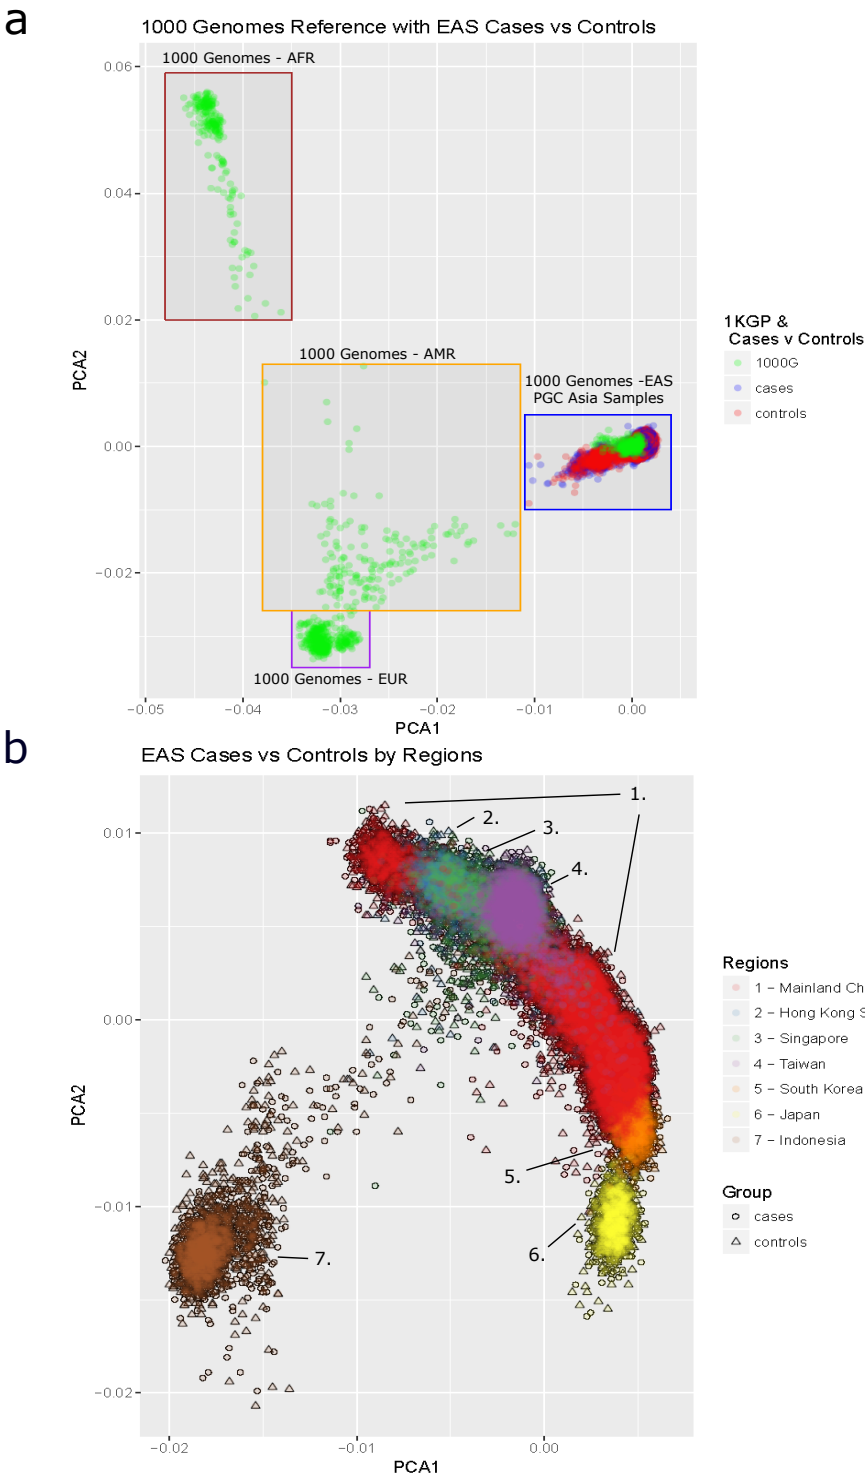 a
1000 Genomes Reference with EAS Cases vs Controls
1000 Genomes - AFR
1000 Genomes - AMR
1000 Genomes -EAS
PGC Asia Samples
1000 Genomes - EUR
0.06
0.04
0.02
0.00
−0.02
PCA2
−0.05
−0.04
−0.03
−0.02
−0.01
0.00
PCA1
1KGP &
Cases v Controls
1000G
cases
controls
b
EAS Cases vs Controls by Regions
1.
2.
3.
4.
5.
6.
7.
0.01
0.00
−0.01
−0.02
PCA2
−0.02
−0.01
0.00
PCA1
Regions
1 − Mainland Ch
2 − Hong Kong S
3 − Singapore
4 − Taiwan
5 − South Korea
6 − Japan
7 − Indonesia
Group
cases
controls